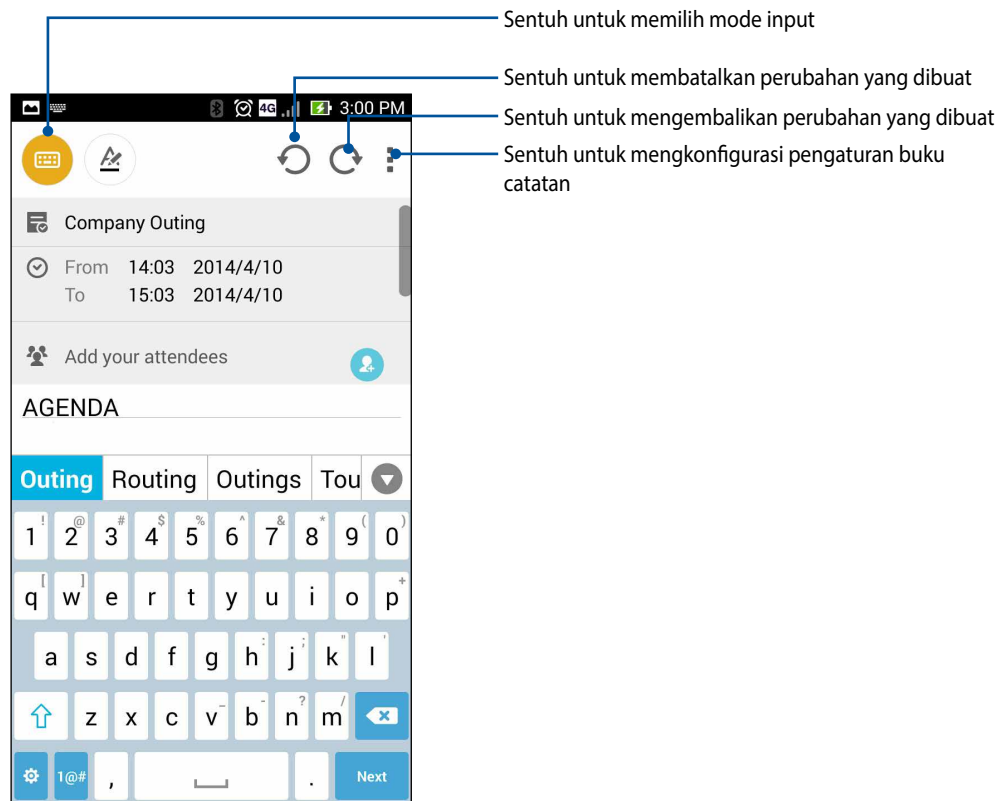 Sentuh untuk memilih mode input
Sentuh untuk membatalkan perubahan yang dibuat
Sentuh untuk mengembalikan perubahan yang dibuat
Sentuh untuk mengkonfigurasi pengaturan buku
catatan
4G 3:00 PM
Company Outing
From 14:03 2014/4/10
To 15:03 2014/4/10
Add your attendees
AGENDA
Outing Routing Outings Tou
! @ # $ % ^ & * ( )
1 2 3 4 5 6 7 8 9 0
[ ] +
q w e r t y u i o p
: ; " '
a s d f g h j k l
_ - ? /
z x c v b n m
1@# , . Next